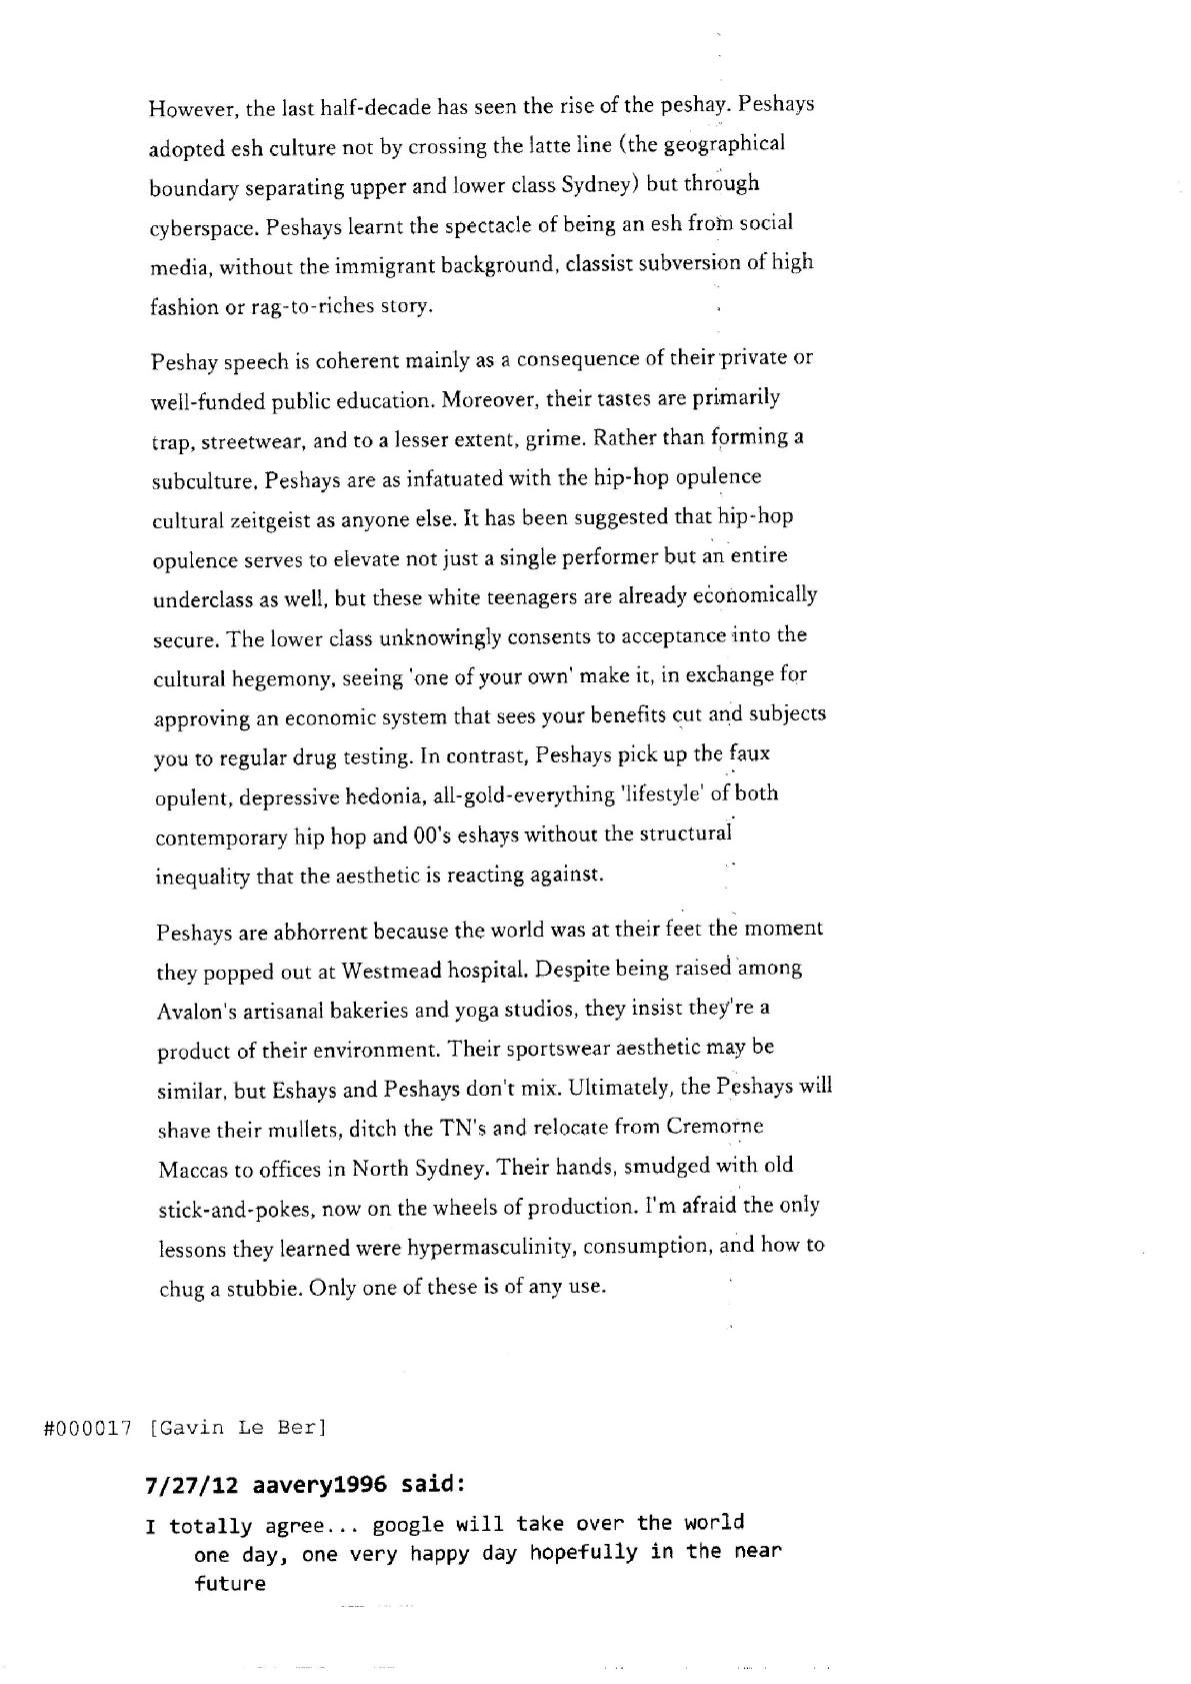 However, the last half-decade has seen the rise of the peshay. Peshays
adopted esh culture not by crossing the latte line (the geographical
boundary separating upper and lower class Sydney) but through
cyberspace. Peshays learnt the spectacle of being an esh from social
media, without the immigrant background, classist subversion of high
fashion or rag-to-riches story.
Peshay speech is coherent mainly as a consequence of their private or
well-funded public education. Moreover, their tastes are primarily
trap, streetwear, and to a lesser extent, grime. Rather than forming a
subculture, Peshays are as infatuated with the hip-hop opulence
cultural zeitgeist as anyone else. It has been suggested that hip-hop
opulence serves to elevate not just a single performer but an entire
underclass as well, but these white teenagers are already economically
secure. The lower class unknowingly consents to acceptance into the
cultural hegemony, seeing 'one of your own' make it, in exchange for
approving an economic system that sees your benefits cut and subjects
you to regular drug testing. In contrast, Peshays pick up the faux
opulent, depressive hedonia, all-gold-everything 'lifestyle' of both
contemporary hip hop and 00's eshays without the structural
inequality that the aesthetic is reacting against.
Peshays are abhorrent because the world was at their feet the moment
they popped out at Westmead hospital. Despite being raised among
Avalon's artisanal bakeries and yoga studios, they insist they're a
product of their environment. Their sportswear aesthetic may be
similar, but Eshays and Peshays don't mix. Ultimately, the Peshays will
shave their mullets, ditch the TN's and relocate from Cremorne
Maccas to offices in North Sydney. Their hands, smudged with old
stick-and-pokes, now on the wheels of production. I'm afraid the only
lessons they learned were hypermasculinity, consumption, and how to
chug a stubbie. Only one of these is of any use.
#000017 [Gavin Le Ber]
7/27/12 aavery1996 said:
I totally agree... google will take over the world
one day, one very happy day hopefully in the near
future